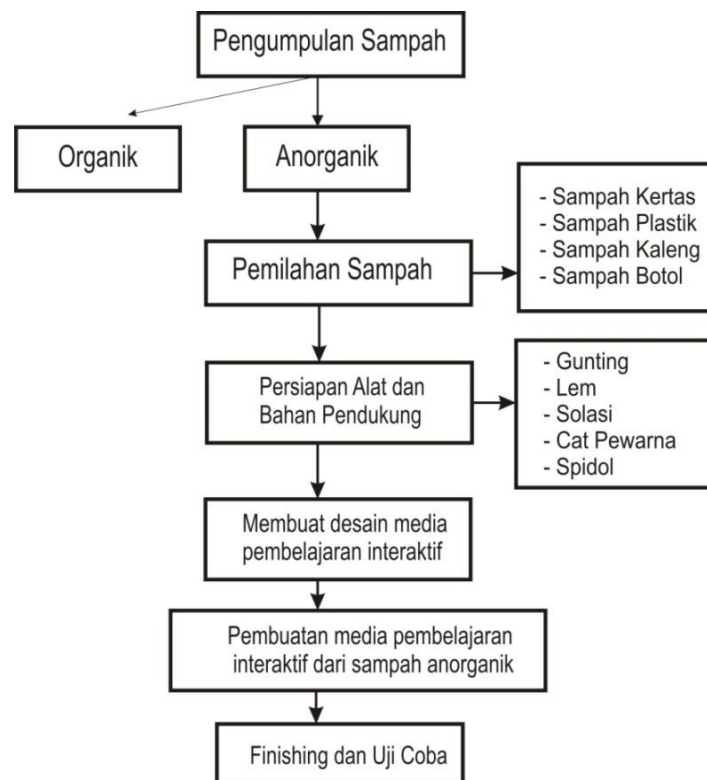 Pengumpulan Sampah
Organik
Anorganik
Pemilahan Sampah
- Sampah Kertas
- Sampah Plastik
- Sampah Kaleng
- Sampah Botol
Persiapan Alat dan
Bahan Pendukung
- Gunting
- Lem
- Solasi
- Cat Pewarna
- Spidol
Membuat desain media
pembelajaran interaktif
Pembuatan media pembelajaran
interaktif dari sampah anorganik
Finishing dan Uji Coba